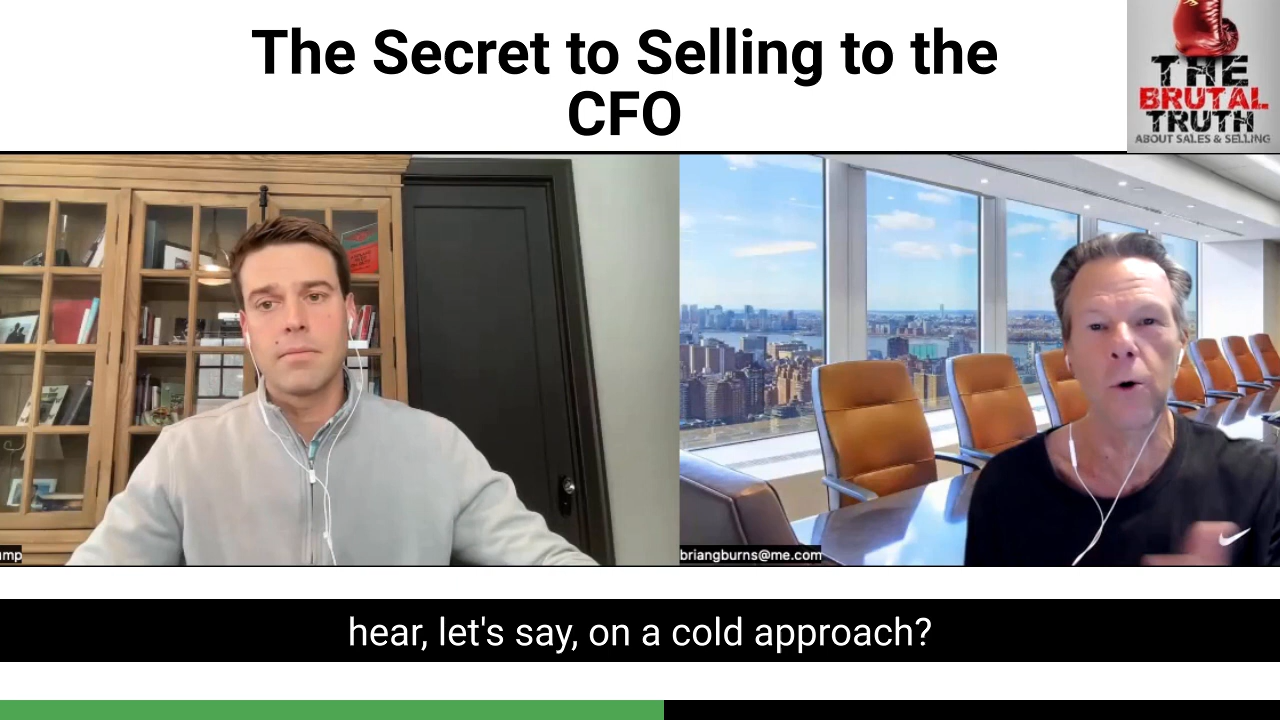 The Secret to Selling to the
CFO
THE
BRUTAL
TRUTH
ABOUT SALES & SELLING
ump
briangburns@me.com
hear, let's say, on a cold approach?